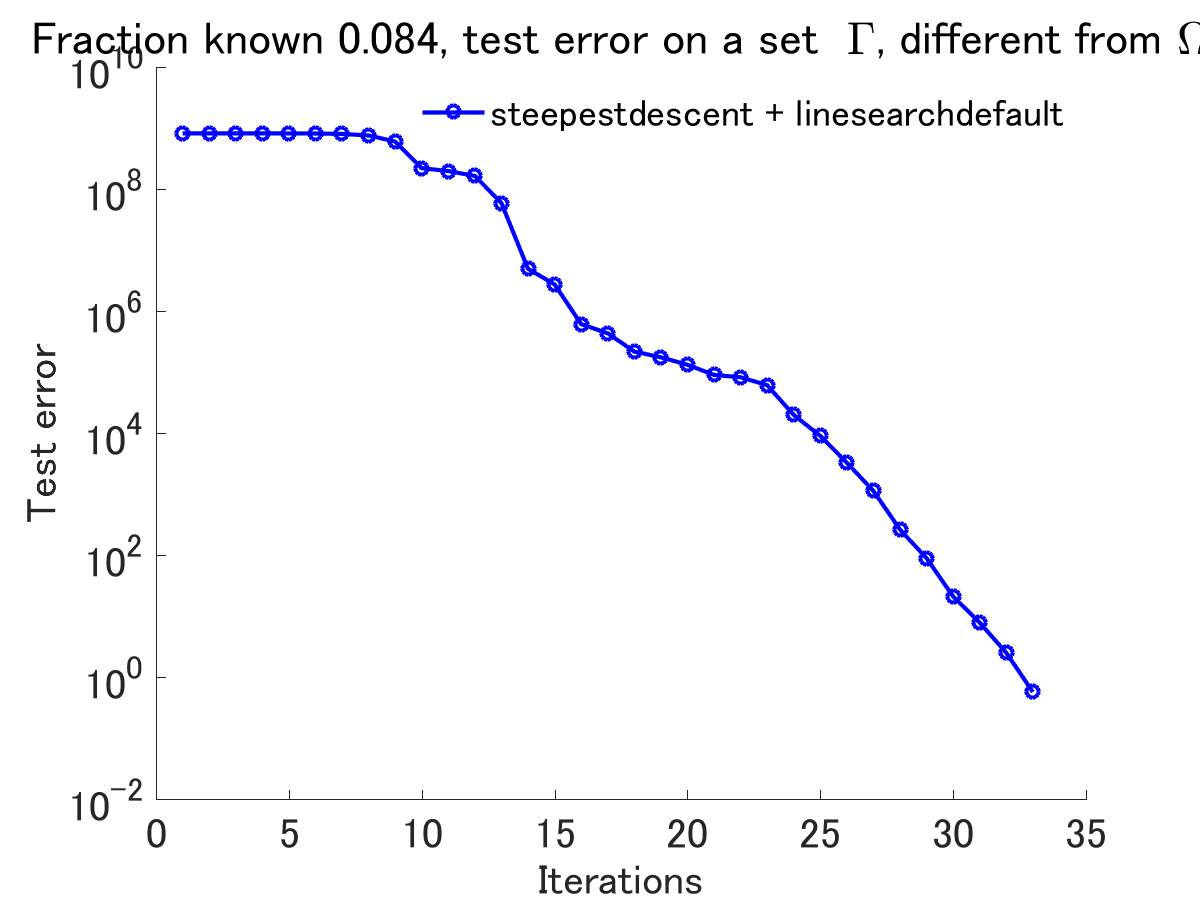 Fraction known 0.084, test error on a set Γ, different from Ω
10^10
steepestdescent + linesearchdefault
10^8
10^6
Test error
10^4
10^2
10^0
10^-2
0 5 10 15 20 25 30 35
Iterations